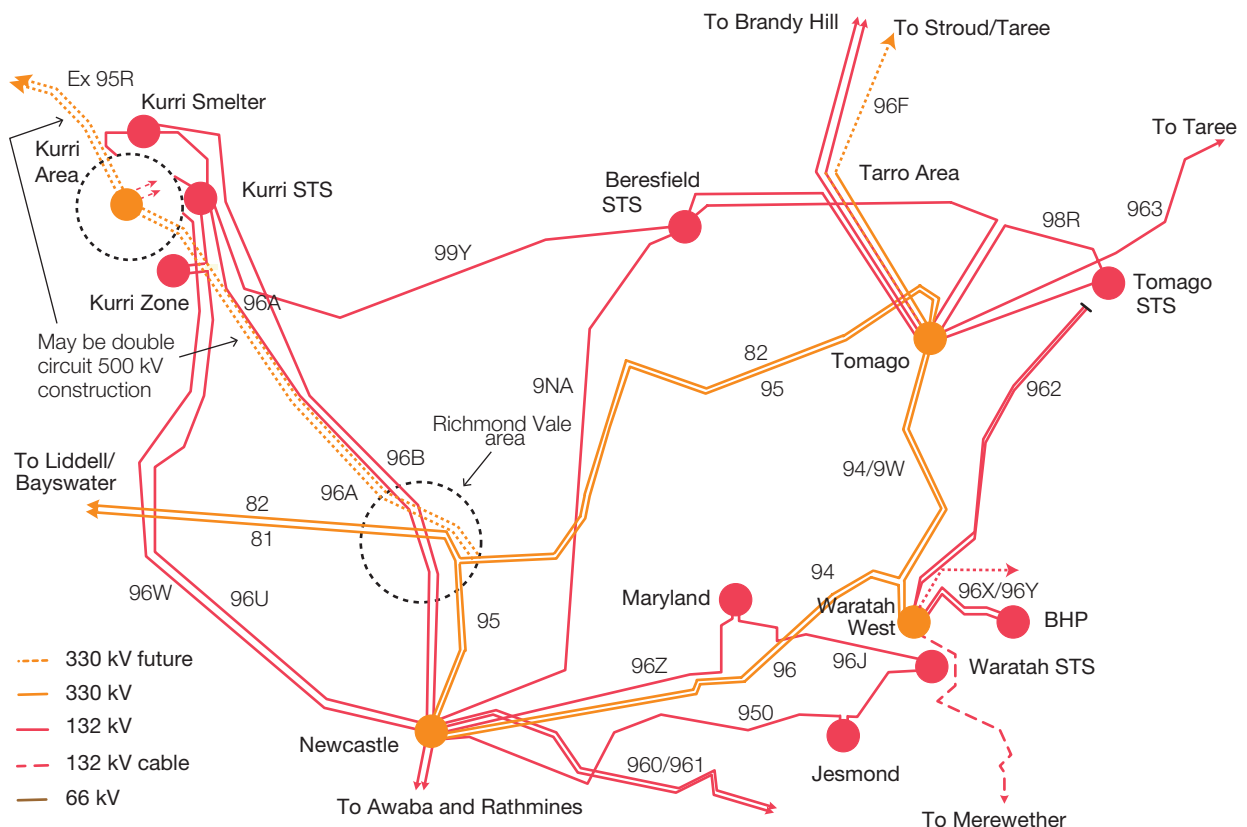 To Brandy Hill
To Stroud/Taree
Ex 95R
Kurri Smelter
96F
To Taree
Kurri
Area
Kurri STS
Beresfield
STS
Tarro Area
963
98R
99Y
Kurri Zone
96A
Tomago
STS
May be double
circuit 500 kV
construction
82
95
Tomago
9NA
962
Richmond Vale
area
96B
96A
94/9W
To Liddell/
Bayswater
82
81
96W
96U
95
94
Maryland
Waratah
West
96X/96Y
BHP
330 kV future
96Z
96
96J
Waratah STS
330 kV
132 kV
950
Newcastle
132 kV cable
960/961
Jesmond
66 kV
To Awaba and Rathmines
To Merewether